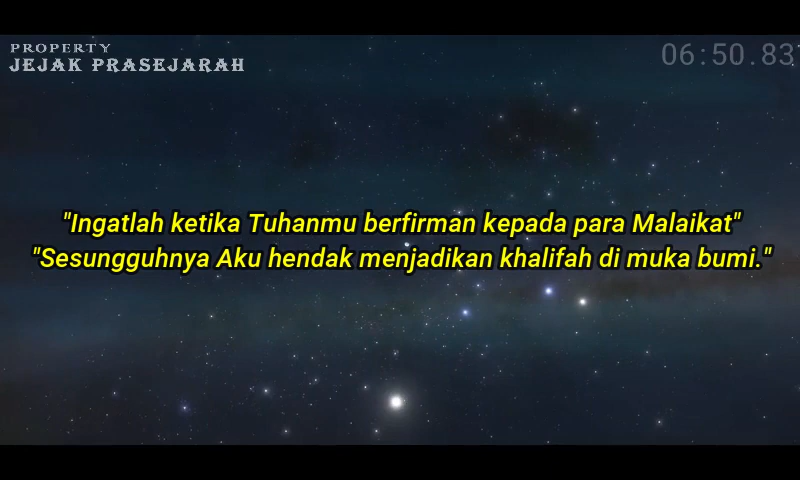 PROPERTY
JEJAK PRASEJARAH
06:50.83
"Ingatlah ketika Tuhanmu berfirman kepada para Malaikat"
"Sesungguhnya Aku hendak menjadikan khalifah di muka bumi."